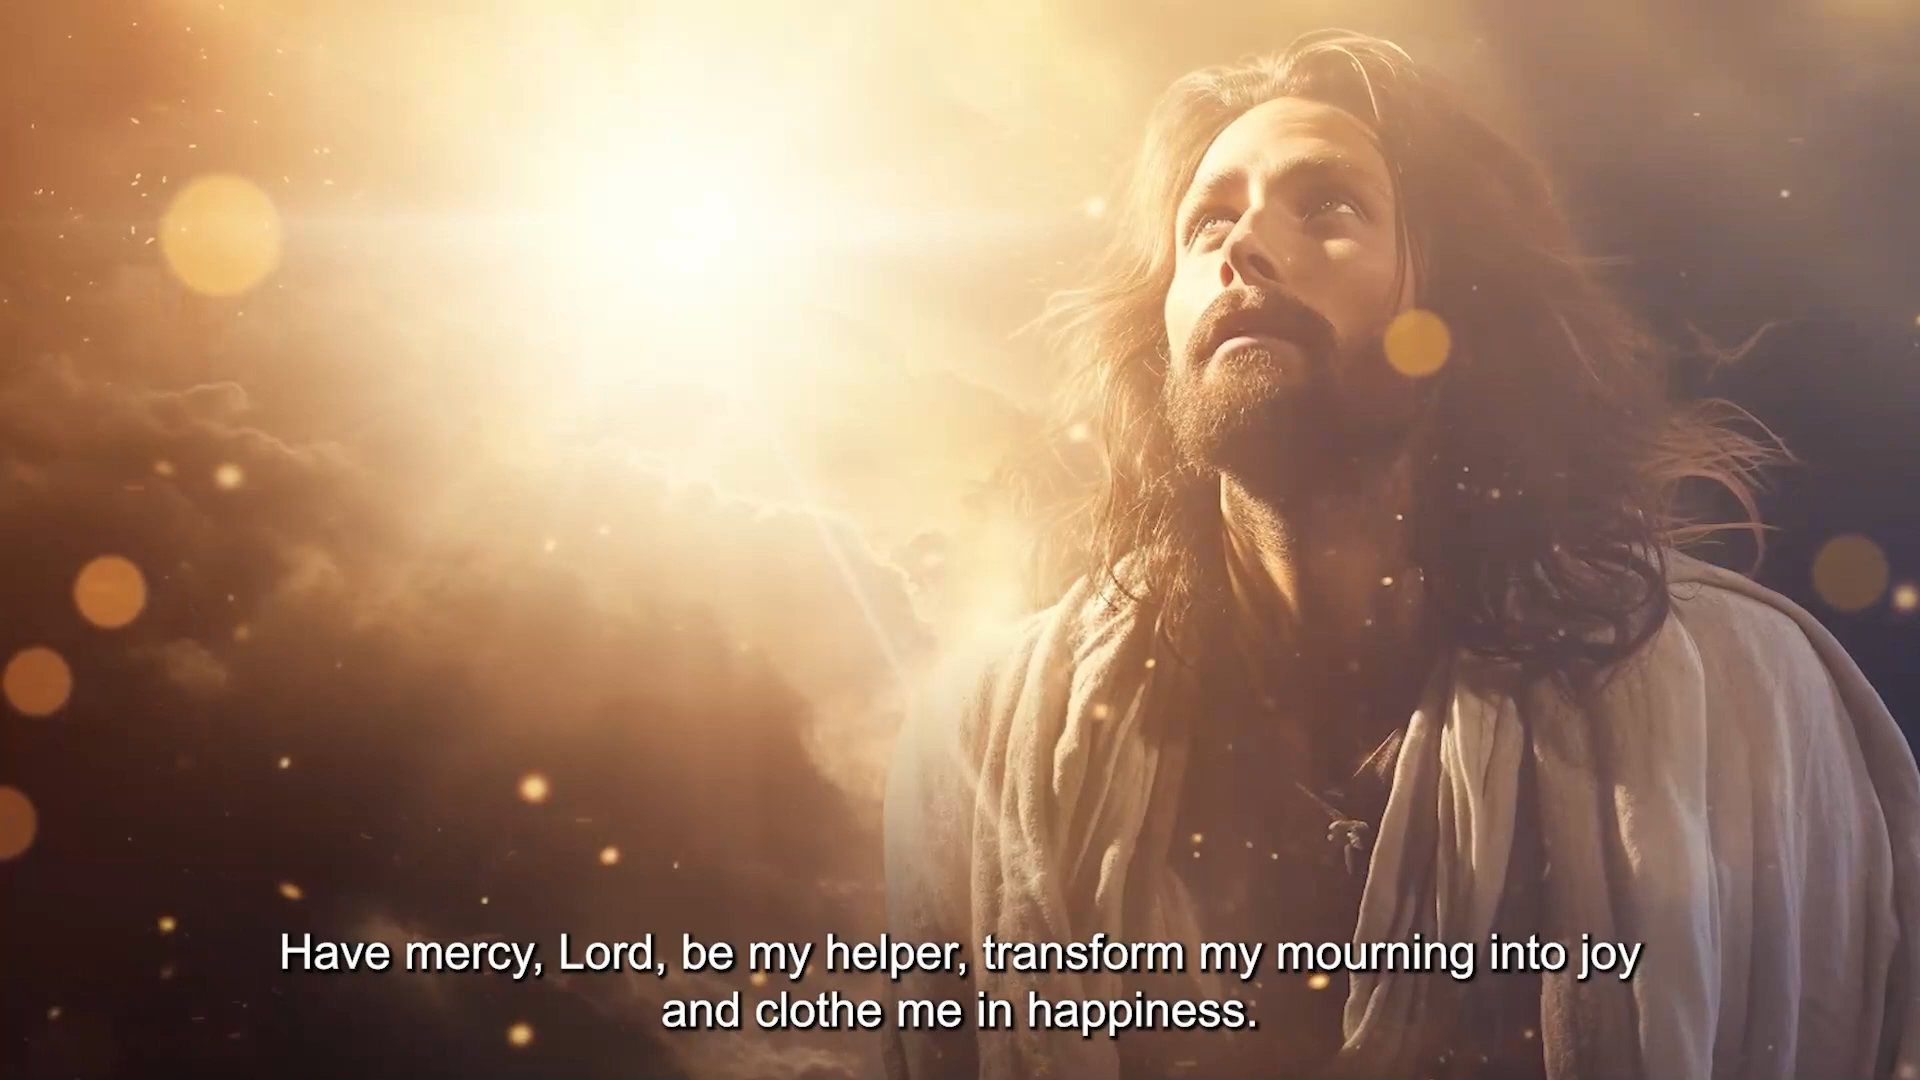 Have mercy, Lord, be my helper, transform my mourning into joy
and clothe me in happiness.